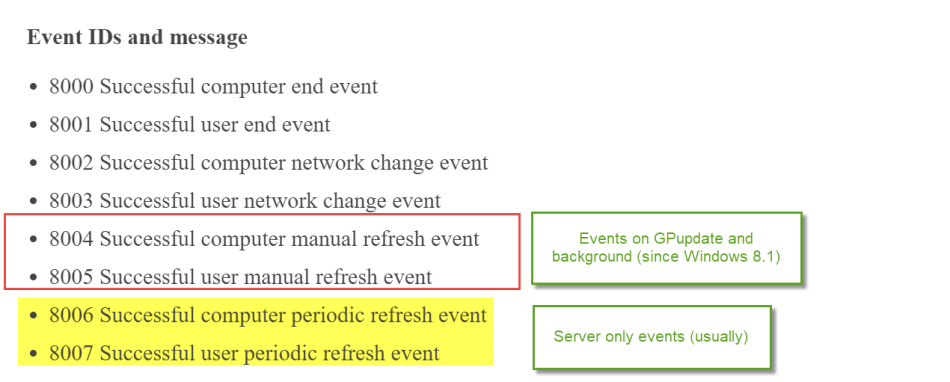 Event IDs and message
• 8000 Successful computer end event
• 8001 Successful user end event
• 8002 Successful computer network change event
• 8003 Successful user network change event
• 8004 Successful computer manual refresh event
• 8005 Successful user manual refresh event
Events on GPupdate and
background (since Windows 8.1)
• 8006 Successful computer periodic refresh event
• 8007 Successful user periodic refresh event
Server only events (usually)